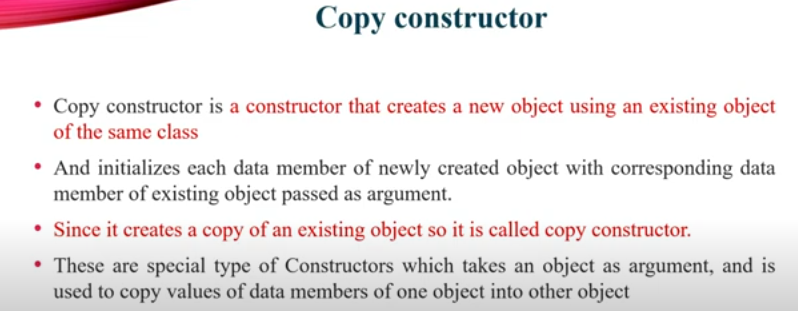 Copy constructor
• Copy constructor is a constructor that creates a new object using an existing object
of the same class
• And initializes each data member of newly created object with corresponding data
member of existing object passed as argument.
• Since it creates a copy of an existing object so it is called copy constructor.
• These are special type of Constructors which takes an object as argument, and is
used to copy values of data members of one object into other object